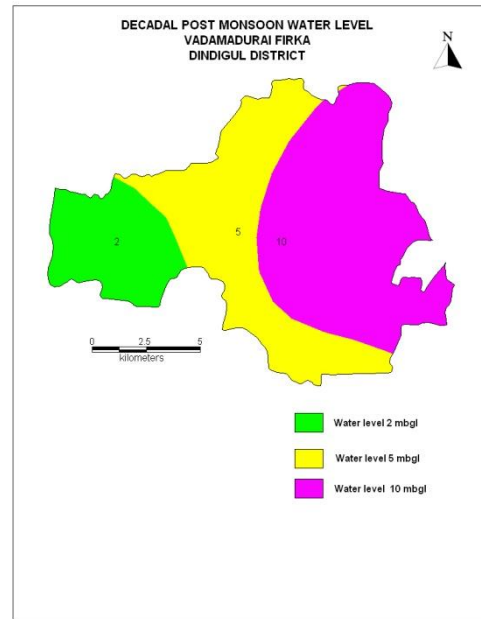 DECADAL POST MONSOON WATER LEVEL
VADAMADURAI FIRKA
DINDIGUL DISTRICT
N
2
5
10
0 2.5 5
kilometers
Water level 2 mbgl
Water level 5 mbgl
Water level 10 mbgl